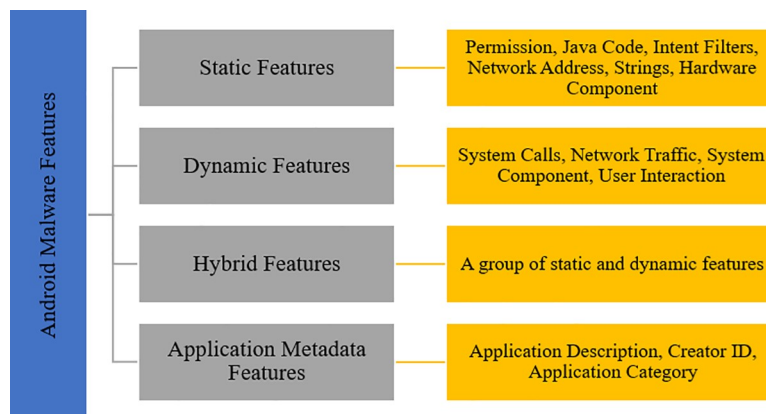 Android Malware Features
Static Features
Permission, Java Code, Intent Filters,
Network Address, Strings, Hardware
Component
Dynamic Features
System Calls, Network Traffic, System
Component, User Interaction
Hybrid Features
A group of static and dynamic features
Application Metadata
Features
Application Description, Creator ID,
Application Category